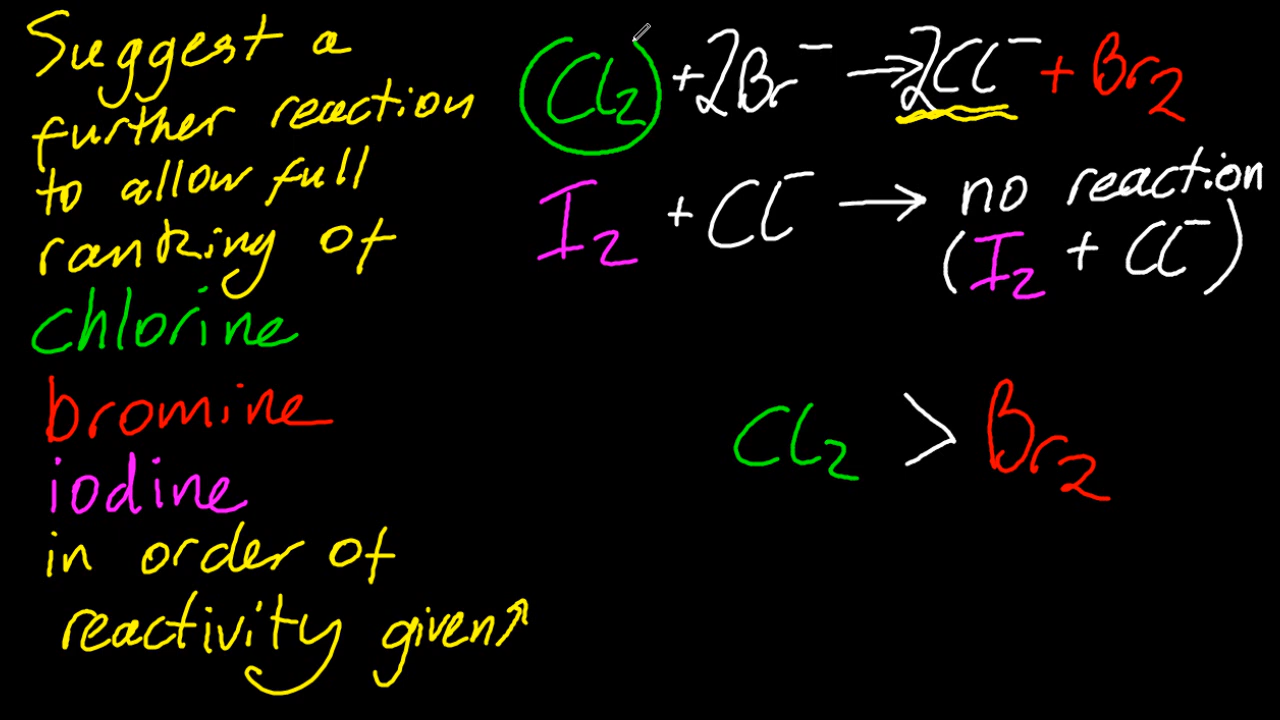 Suggest a
further reaction
to allow full
ranking of
chlorine
bromine
iodine
in order of
reactivity given↗
Cl₂ + 2Br⁻ → 2Cl⁻ + Br₂
I₂ + Cl⁻ → no reaction
(I₂ + Cl⁻)
Cl₂ > Br₂